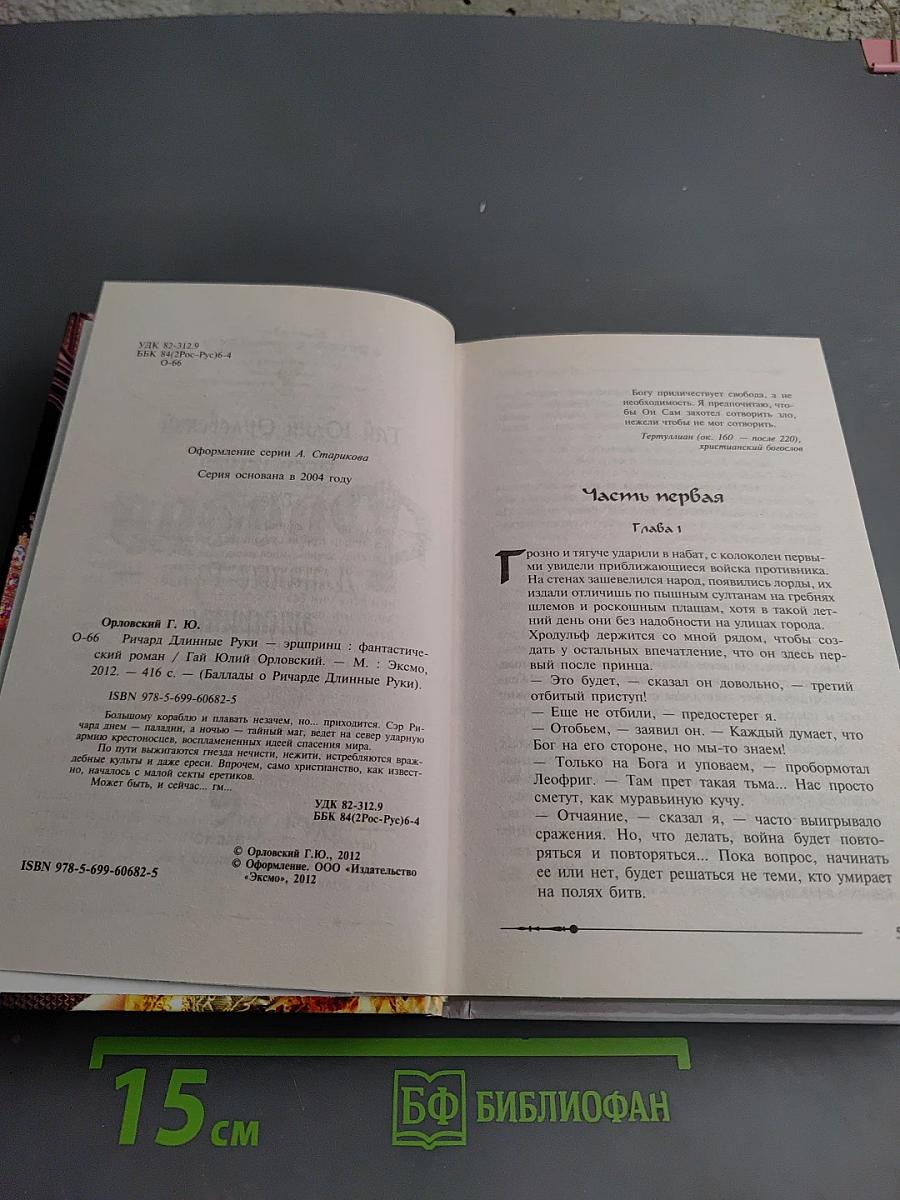 УДК 82-312.9
ББК 84(2Рос-Рус)6-4
О-66
Оформление серии А. Старикова
Серия основана в 2004 году
Орловский Г. Ю.
О-66 Ричард Длинные Руки — эрцпринц : фантастиче-
ский роман / Гай Юлий Орловский. — М. : Эксмо,
2012. — 416 с. — (Баллады о Ричарде Длинные Руки).
ISBN 978-5-699-60682-5
Большому кораблю и плавать незачем, но... приходится. Сэр Ри-
чард днем — паладин, а ночью — тайный маг, ведет на север ударную
армию крестоносцев, воспламененных идеей спасения мира.
По пути выжигаются гнезда нечисти, нежити, истребляются враж-
дебные культы и даже ереси. Впрочем, само христианство, как извест-
но, началось с малой секты еретиков.
Может быть, и сейчас... гм...
УДК 82-312.9
ББК 84(2Рос-Рус)6-4
© Орловский Г.Ю., 2012
© Оформление. ООО «Издательство
«Эксмо», 2012
ISBN 978-5-699-60682-5
Богу приличествует свобода, а не
необходимость. Я предпочитаю, что-
бы Он Сам захотел сотворить зло,
нежели чтобы не мог сотворить.
Тертуллиан (ок. 160 — после 220),
христианский богослов
Часть первая
Глава 1
Грозно и тягуче ударили в набат, с колоколен первы-
ми увидели приближающиеся войска противника.
На стенах зашевелился народ, появились лорды, их
издали отличишь по пышным султанам на гребнях
шлемов и роскошным плащам, хотя в такой лет-
ний день они без надобности на улицах города.
Хродульф держится со мной рядом, чтобы соз-
дать у остальных впечатление, что он здесь пер-
вый после принца.
— Это будет, — сказал он довольно, — третий
отбитый приступ!
— Еще не отбили, — предостерег я.
— Отобьем, — заявил он. — Каждый думает, что
Бог на его стороне, но мы-то знаем!
— Только на Бога и уповаем, — пробормотал
Леофриг. — Там прет такая тьма... Нас просто
сметут, как муравьиную кучу.
— Отчаяние, — сказал я, — часто выигрывало
сражения. Но, что делать, война будет повто-
ряться и повторяться... Пока вопрос, начинать
ее или нет, будет решаться не теми, кто умирает
на полях битв.
15 см
БФ БИБЛИОФАН